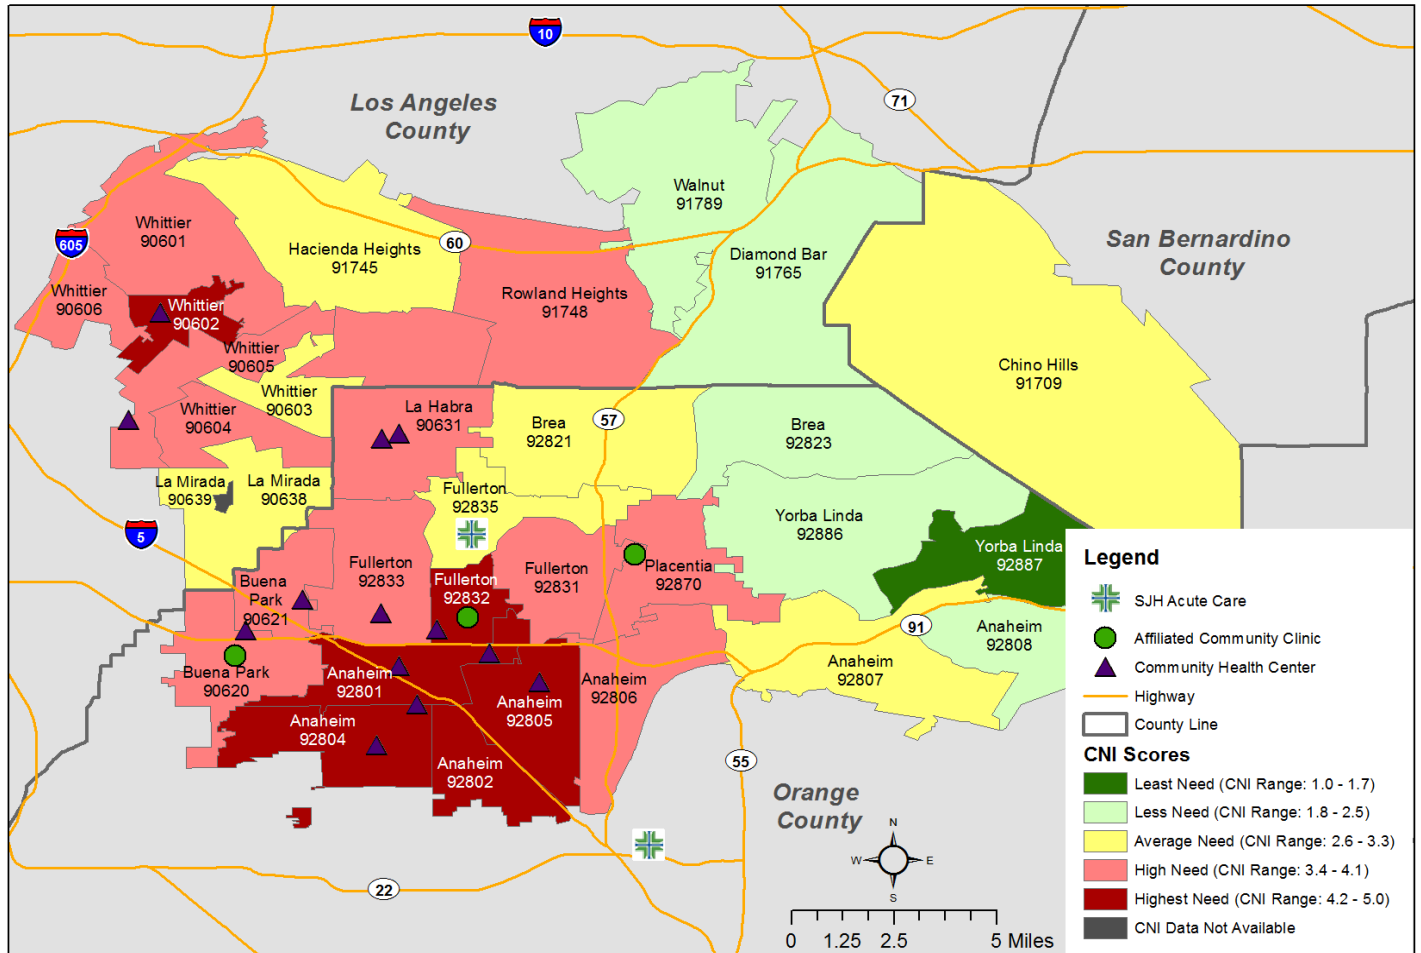 10
Los Angeles
County
71
Walnut
91789
Whittier
90601
605
Hacienda Heights
91745
60
San Bernardino
County
Diamond Bar
91765
Whittier
90606
Whittier
90602
Rowland Heights
91748
Whittier
90605
Chino Hills
91709
Whittier
90603
Whittier
90604
La Habra
90631
Brea
92821
57
Brea
92823
La Mirada
90639
La Mirada
90638
Fullerton
92835
Yorba Linda
92886
5
Yorba Linda
92887
Fullerton
92833
Fullerton
92832
Fullerton
92831
Placentia
92870
Buena
Park
90621
91
Anaheim
92808
Buena Park
90620
Anaheim
92801
Anaheim
92805
Anaheim
92806
Anaheim
92807
Anaheim
92804
Anaheim
92802
55
Orange
County
22
N
W
E
S
0 1.25 2.5 5 Miles
Legend
SJH Acute Care
Affiliated Community Clinic
Community Health Center
Highway
County Line
CNI Scores
Least Need (CNI Range: 1.0 - 1.7)
Less Need (CNI Range: 1.8 - 2.5)
Average Need (CNI Range: 2.6 - 3.3)
High Need (CNI Range: 3.4 - 4.1)
Highest Need (CNI Range: 4.2 - 5.0)
CNI Data Not Available